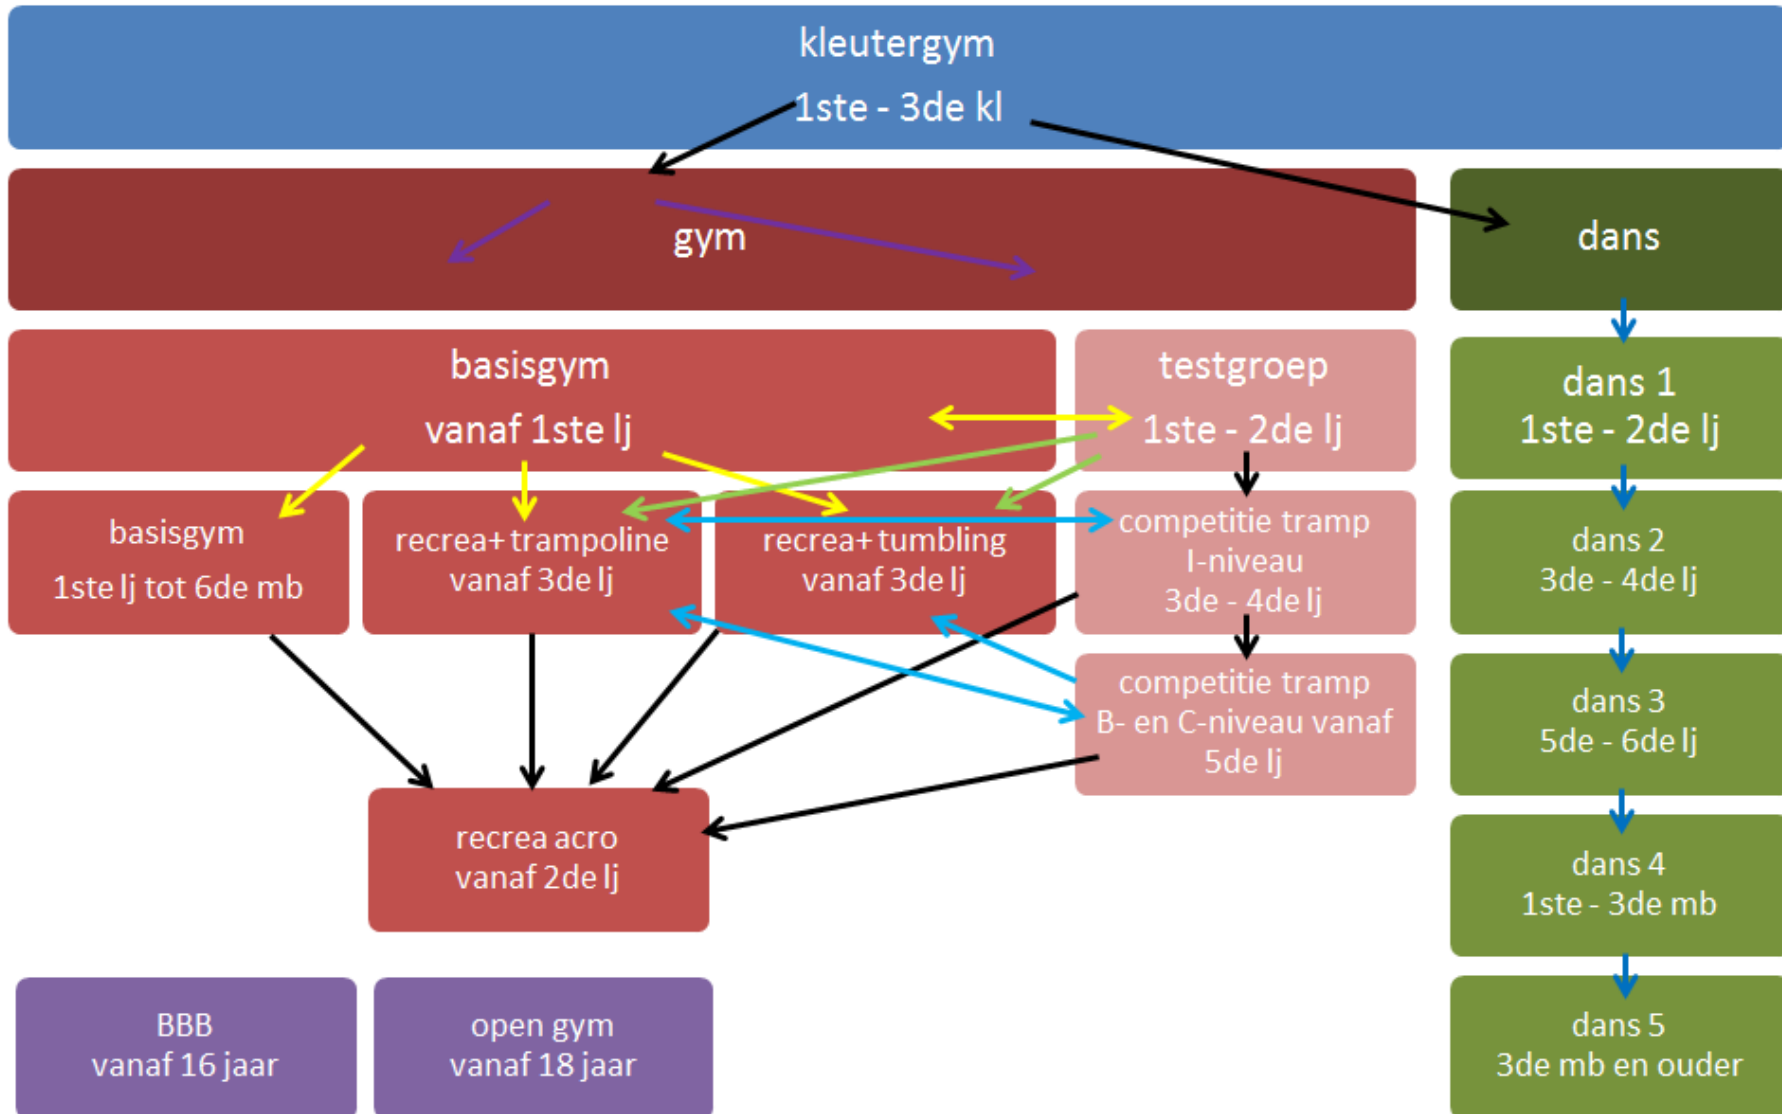 kleutergym
1ste - 3de kl
gym
dans
basisgym
vanaf 1ste lj
testgroep
1ste - 2de lj
dans 1
1ste - 2de lj
basisgym
1ste lj tot 6de mb
recrea+ trampoline
vanaf 3de lj
recrea+ tumbling
vanaf 3de lj
competitie tramp
I-niveau
3de - 4de lj
dans 2
3de - 4de lj
competitie tramp
B- en C-niveau vanaf
5de lj
dans 3
5de - 6de lj
recrea acro
vanaf 2de lj
dans 4
1ste - 3de mb
BBB
vanaf 16 jaar
open gym
vanaf 18 jaar
dans 5
3de mb en ouder